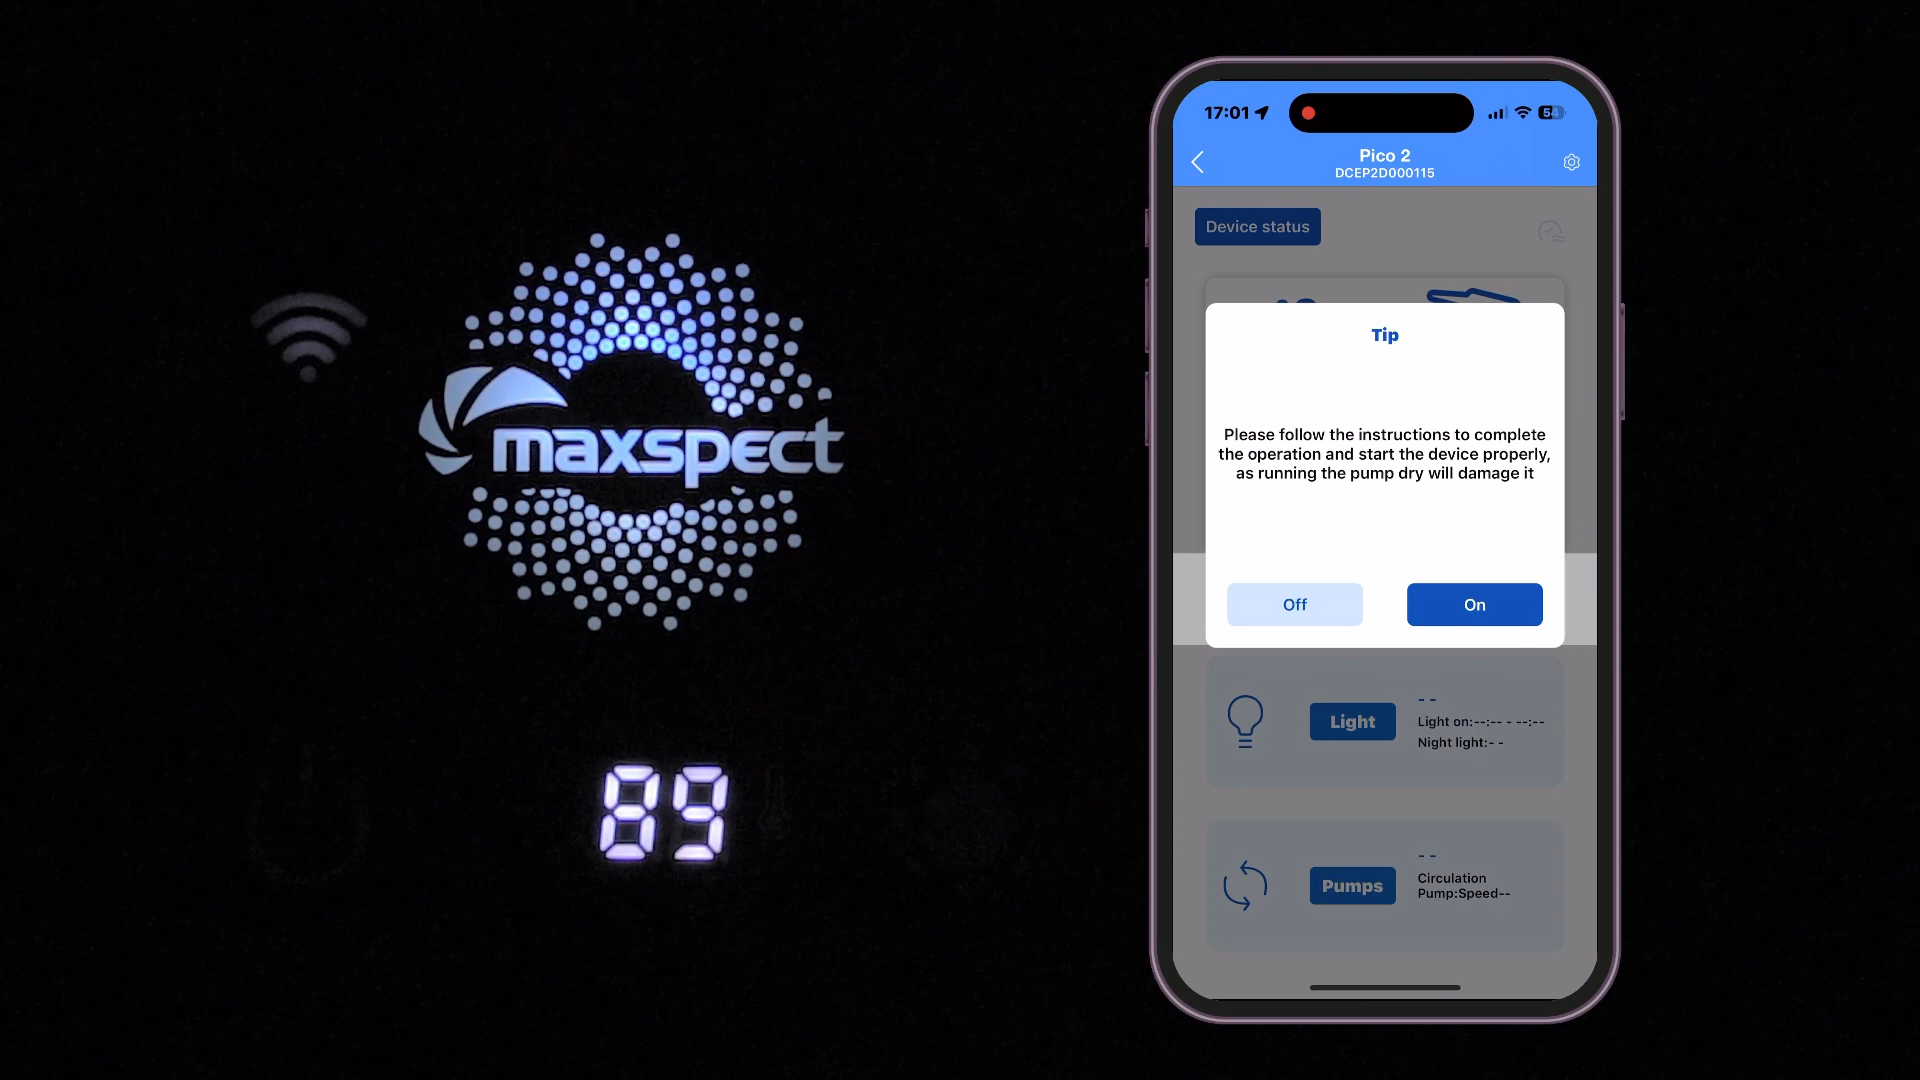 maxspect
89
17:01
54
Pico 2
DCEP2D000115
Device status
Tip
Please follow the instructions to complete
the operation and start the device properly,
as running the pump dry will damage it
Off
On
Light
- -
Light on:--:-- - --:--
Night light:- -
Pumps
- -
Circulation
Pump:Speed--